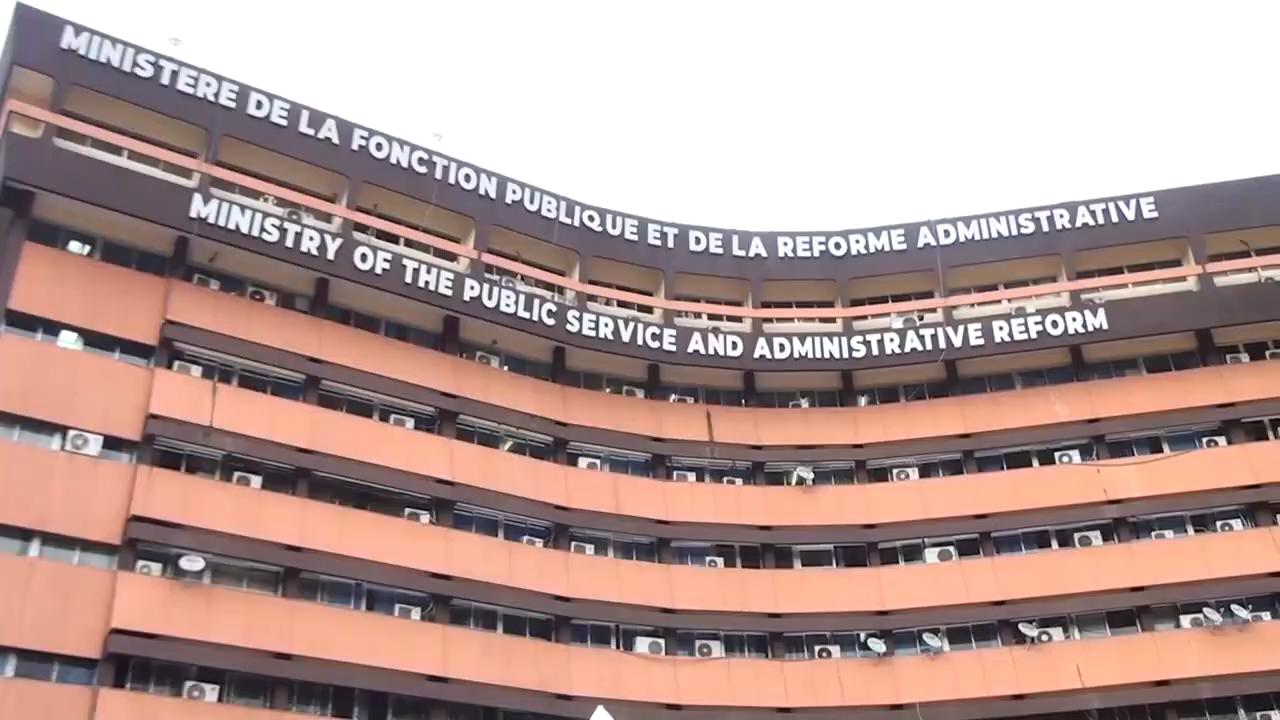 MINISTERE DE LA FONCTION PUBLIQUE ET DE LA REFORME ADMINISTRATIVE
MINISTRY OF THE PUBLIC SERVICE AND ADMINISTRATIVE REFORM